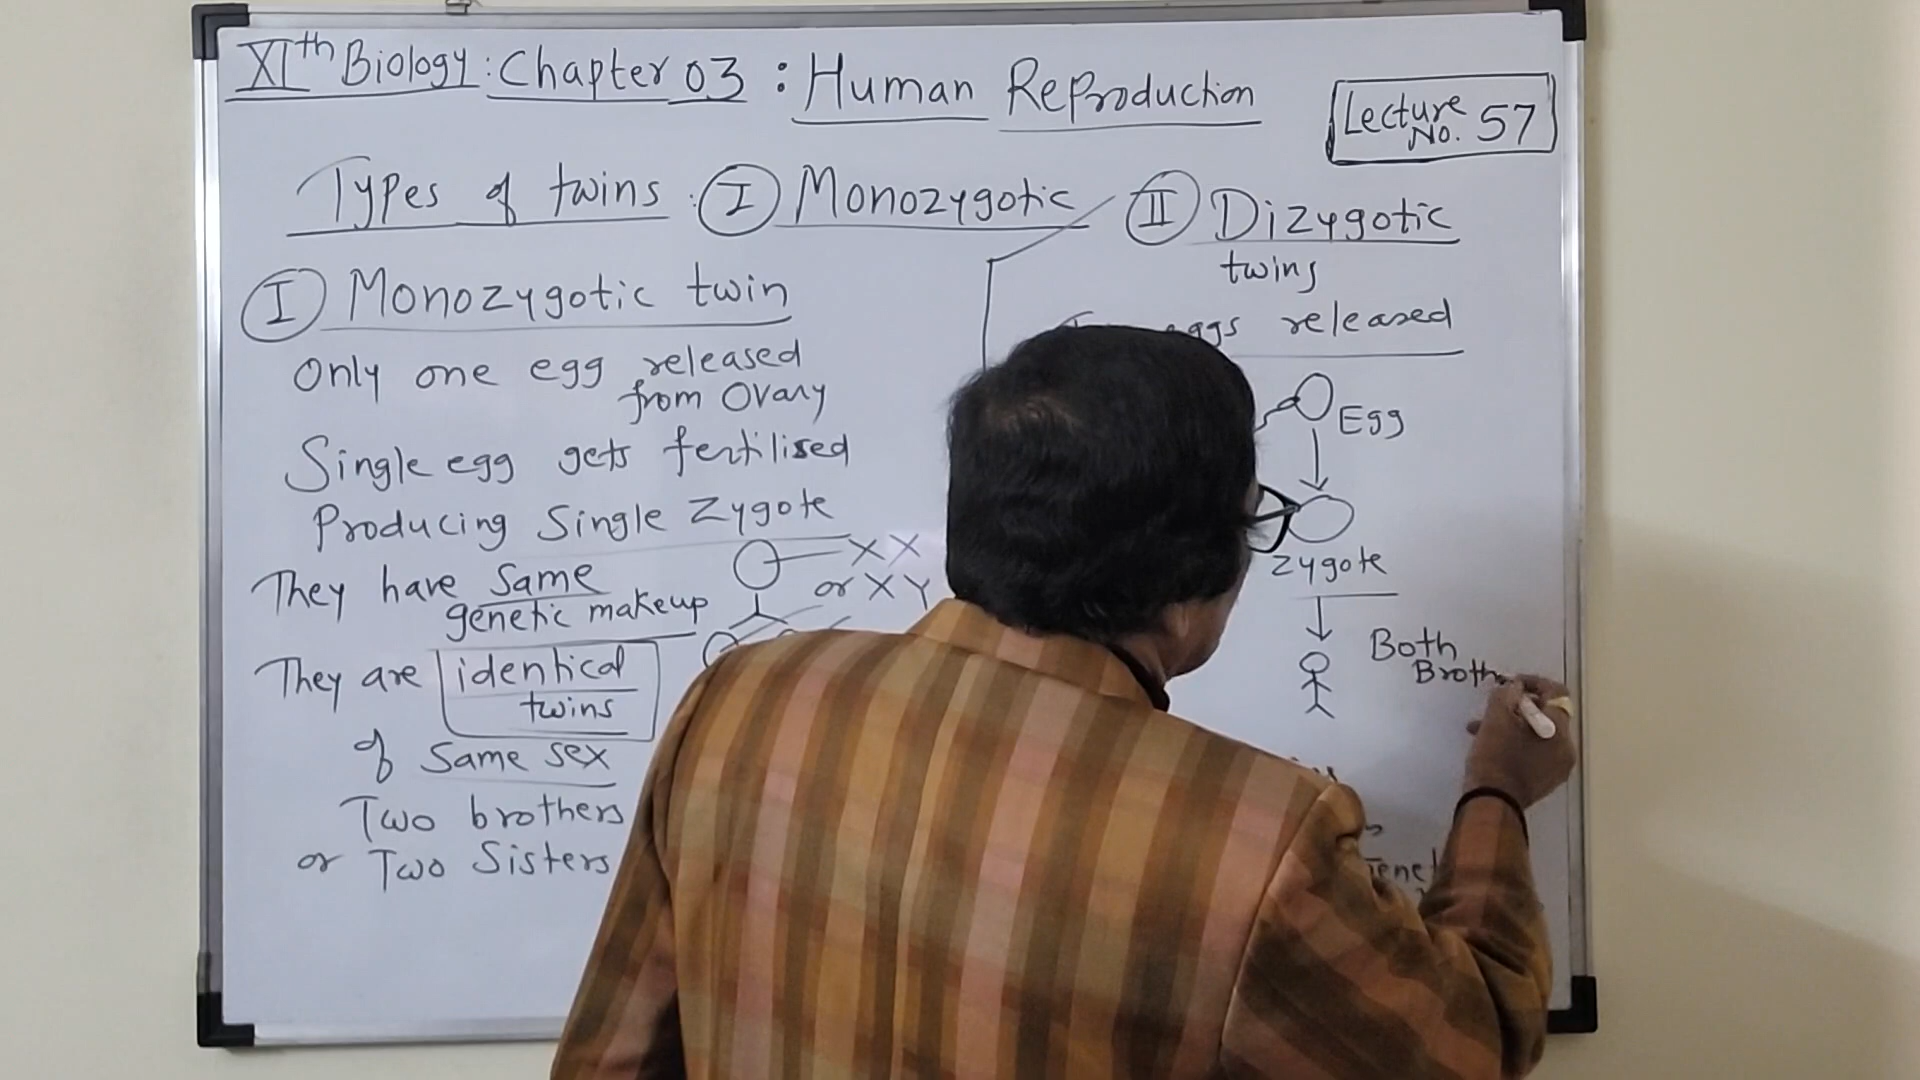 XIth Biology: Chapter 03 : Human Reproduction
Lecture No. 57
Types of twins: I Monozygotic II Dizygotic twins
I Monozygotic twin
Only one egg released
from Ovary
Single egg gets fertilised
Producing Single Zygote
They have same
genetic makeup
XX
or XY
They are identical
twins
of same sex
Two brothers
or Two Sisters
eggs released
Egg
Zygote
Both
Broth